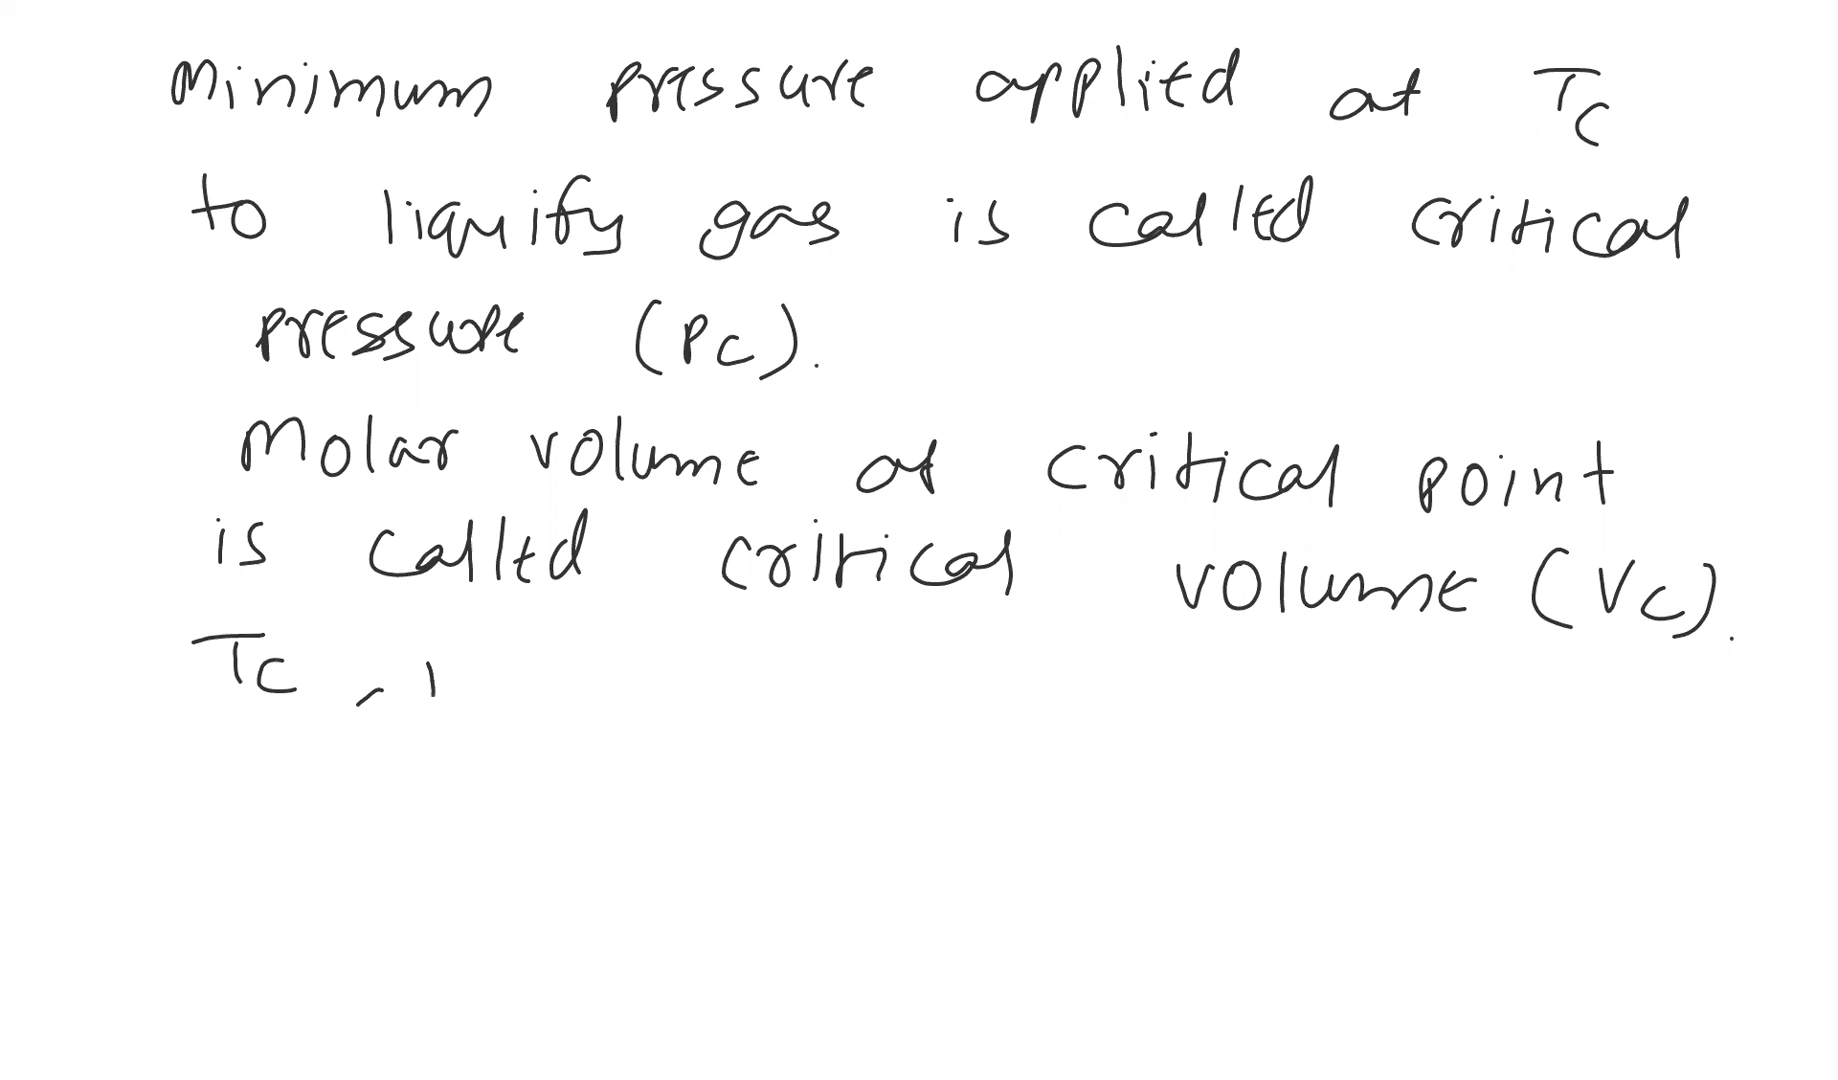 Minimum pressure applied at Tc
to liquify gas is called critical
pressure (Pc).
Molar volume at critical point
is called critical volume (Vc).
Tc ,